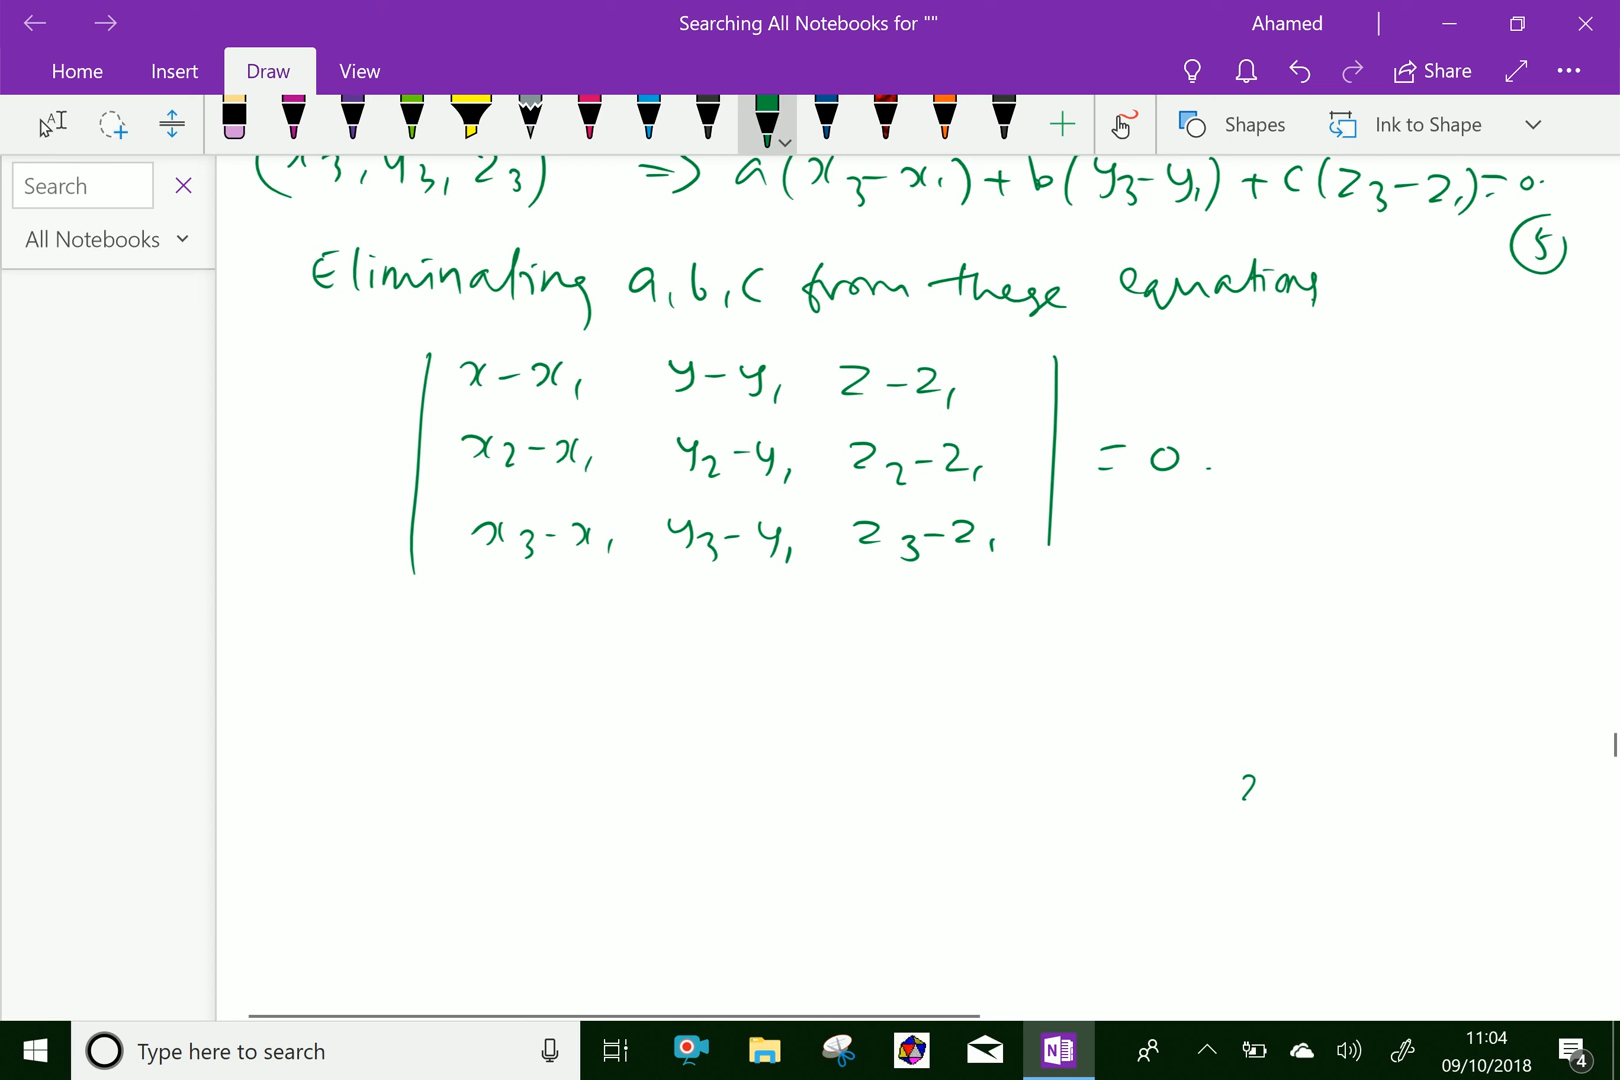 Searching All Notebooks for ""
Ahamed
Home Insert Draw View
Share
Shapes
Ink to Shape
Search
All Notebooks
(x₃, y₃, z₃) => a(x₃-x₁) + b(y₃-y₁) + c(z₃-z₁)=0.
⑤
Eliminating a, b, c from these equations
| x-x₁ y-y₁ z-z₁ |
| x₂-x₁ y₂-y₁ z₂-z₁ | = 0.
| x₃-x₁ y₃-y₁ z₃-z₁ |
2
Type here to search
11:04
09/10/2018
4